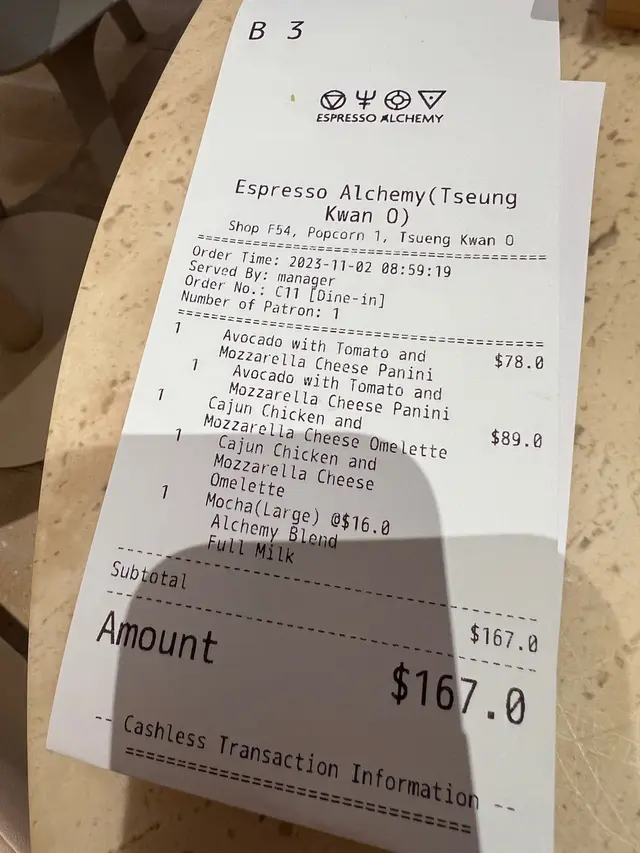 B 3
ESPRESSO ALCHEMY
Espresso Alchemy(Tseung
Kwan O)
Shop F54, Popcorn 1, Tsueng Kwan O
==========================================
Order Time: 2023-11-02 08:59:19
Served By: manager
Order No.: C11 [Dine-in]
Number of Patron: 1
==========================================
1 Avocado with Tomato and $78.0
Mozzarella Cheese Panini
1 Avocado with Tomato and
Mozzarella Cheese Panini
1 Cajun Chicken and $89.0
Mozzarella Cheese Omelette
1 Cajun Chicken and
Mozzarella Cheese
Omelette
1 Mocha(Large) @$16.0
Alchemy Blend
Full Milk
------------------------------------------
Subtotal $167.0
------------------------------------------
Amount $167.0
-- Cashless Transaction Information --
==========================================